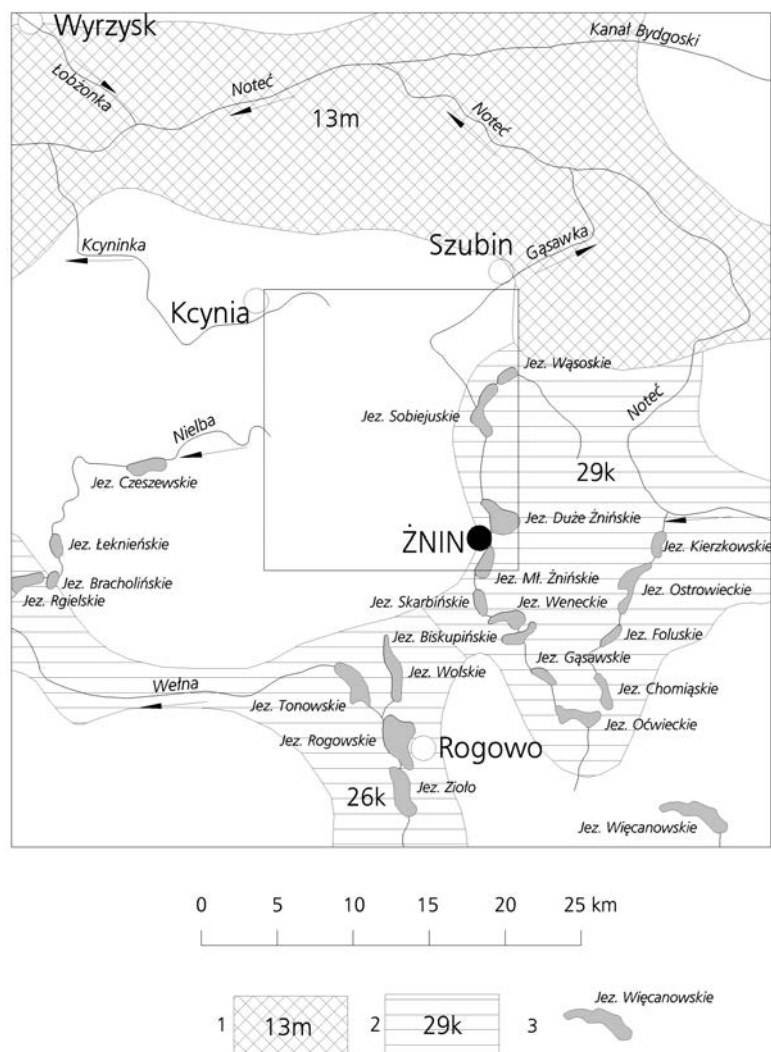 Wyrzysk
Kanał Bydgoski
Łobżonka
Noteć
13m
Noteć
Szubin
Gąsawka
Kcyninka
Kcynia
Jez. Wąsoskie
Noteć
Jez. Sobiejuskie
Nielba
29k
Jez. Czeszewskie
Jez. Duże Żnińskie
ŻNIN
Jez. Łeknieńskie
Jez. Kierzkowskie
Jez. Bracholińskie
Jez. Mł. Żnińskie
Jez. Ostrowieckie
Jez. Rgielskie
Jez. Skarbińskie
Jez. Weneckie
Jez. Biskupińskie
Jez. Foluskie
Jez. Gąsawskie
Jez. Wolskie
Wełna
Jez. Chomiąskie
Jez. Tonowskie
Jez. Oćwieckie
Jez. Rogowskie
Rogowo
Jez. Zioło
26k
Jez. Więcanowskie
0 5 10 15 20 25 km
1 13m 2 29k 3 Jez. Więcanowskie